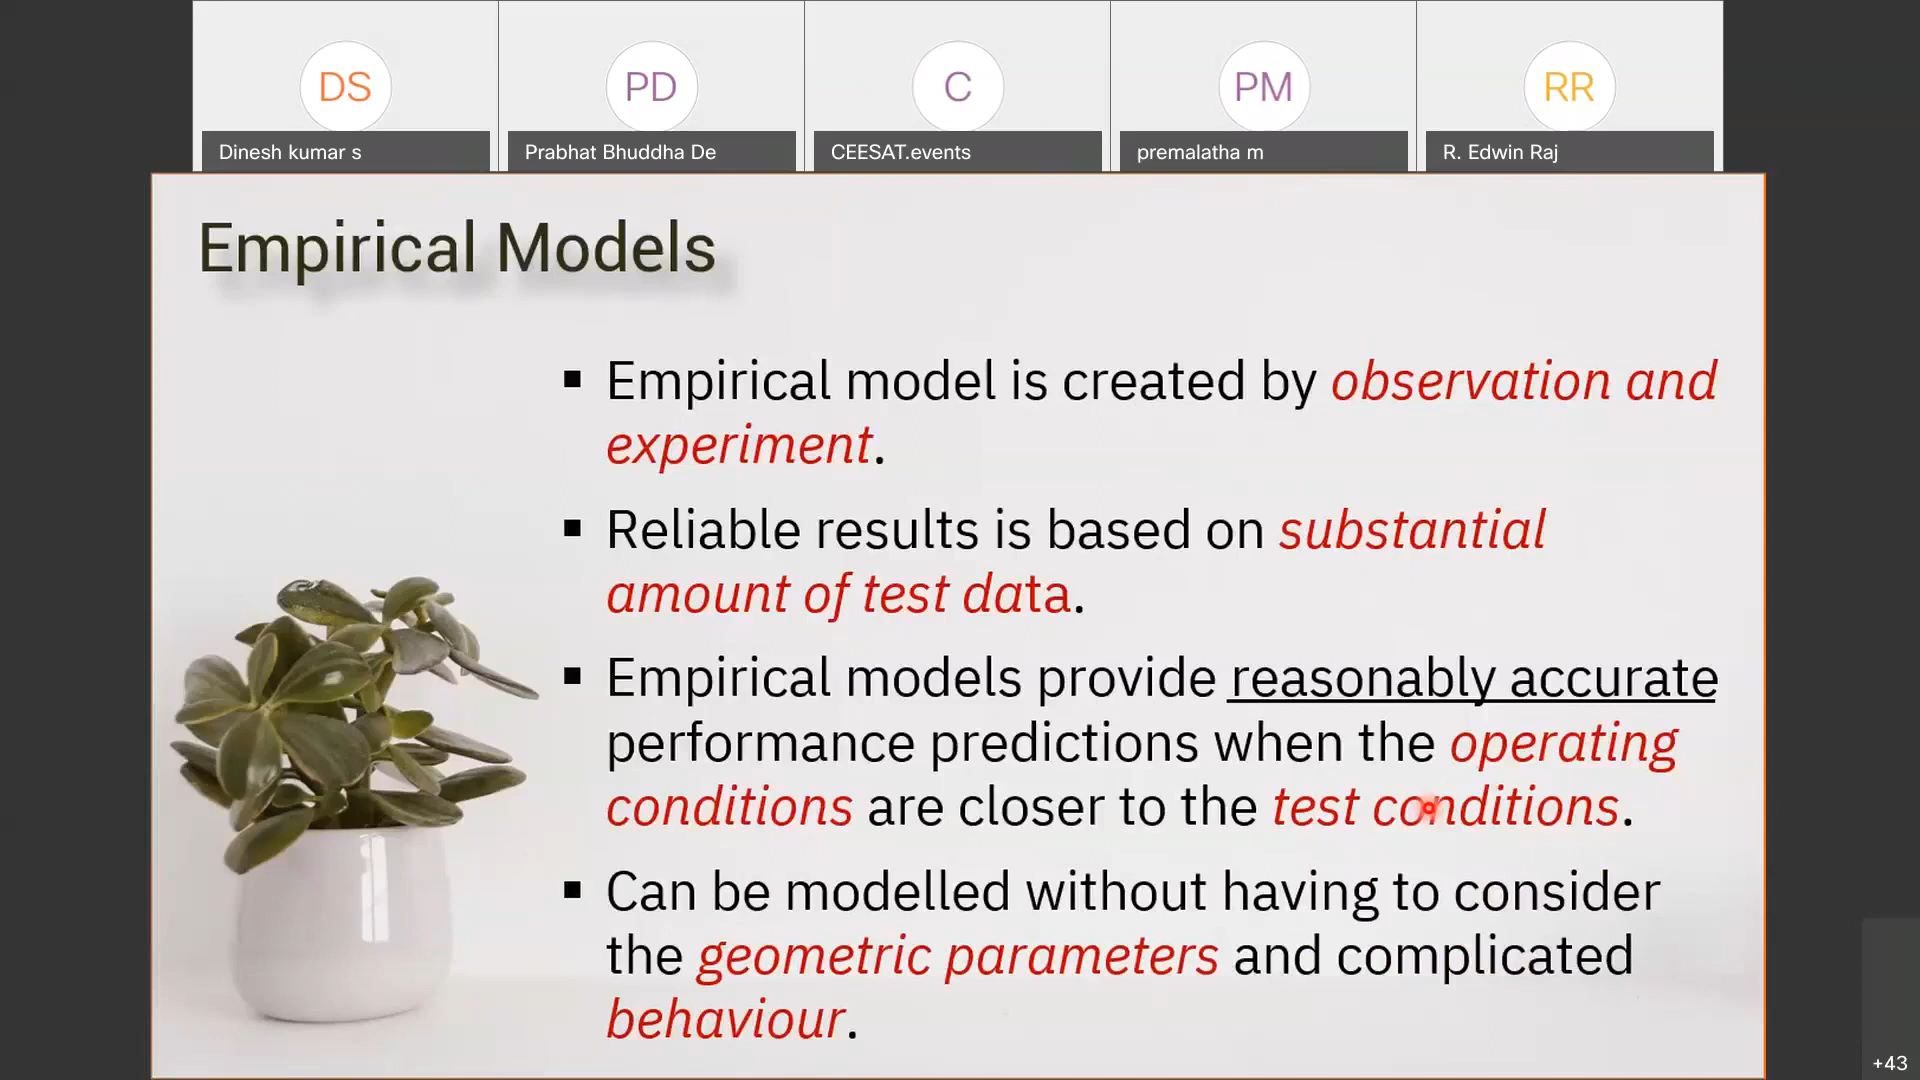 DS
PD
C
PM
RR
Dinesh kumar s
Prabhat Bhuddha De
CEESAT.events
premalatha m
R. Edwin Raj
Empirical Models
▪ Empirical model is created by observation and
experiment.
▪ Reliable results is based on substantial
amount of test data.
▪ Empirical models provide reasonably accurate
performance predictions when the operating
conditions are closer to the test conditions.
▪ Can be modelled without having to consider
the geometric parameters and complicated
behaviour.
+43